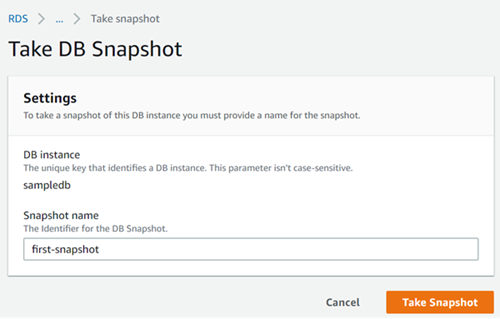 RDS > ... > Take snapshot
Take DB Snapshot
Settings
To take a snapshot of this DB instance you must provide a name for the snapshot.
DB instance
The unique key that identifies a DB instance. This parameter isn't case-sensitive.
sampledb
Snapshot name
The Identifier for the DB Snapshot.
first-snapshot
Cancel Take Snapshot